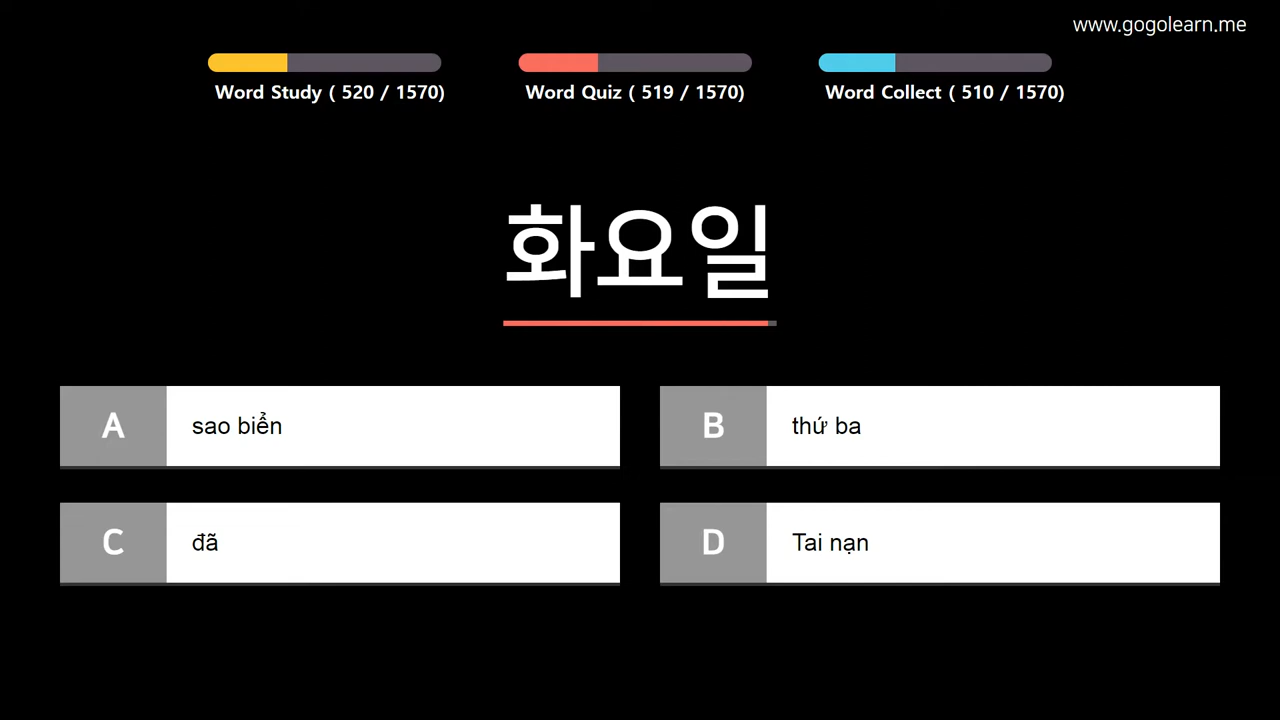 www.gogolearn.me
Word Study ( 520 / 1570)
Word Quiz ( 519 / 1570)
Word Collect ( 510 / 1570)
화요일
A sao biển
B thứ ba
C đã
D Tai nạn